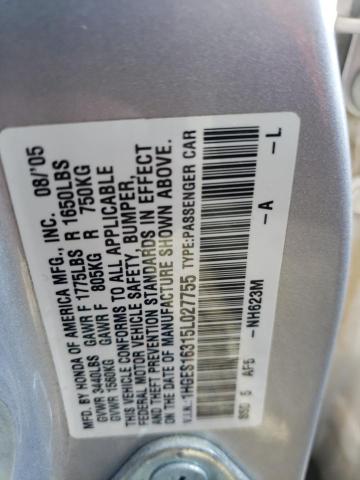 MFD. BY HONDA OF AMERICA MFG., INC. 08/'05
GVWR 3440LBS GAWR F 1775LBS R 1650LBS
GVWR 1560KG GAWR F 805KG R 750KG
THIS VEHICLE CONFORMS TO ALL APPLICABLE
FEDERAL MOTOR VEHICLE SAFETY, BUMPER,
AND THEFT PREVENTION STANDARDS IN EFFECT
ON THE DATE OF MANUFACTURE SHOWN ABOVE.
V.I.N.: 1HGES16315L027755 TYPE: PASSENGER CAR
S 5 AF5 -NH623M -A -L